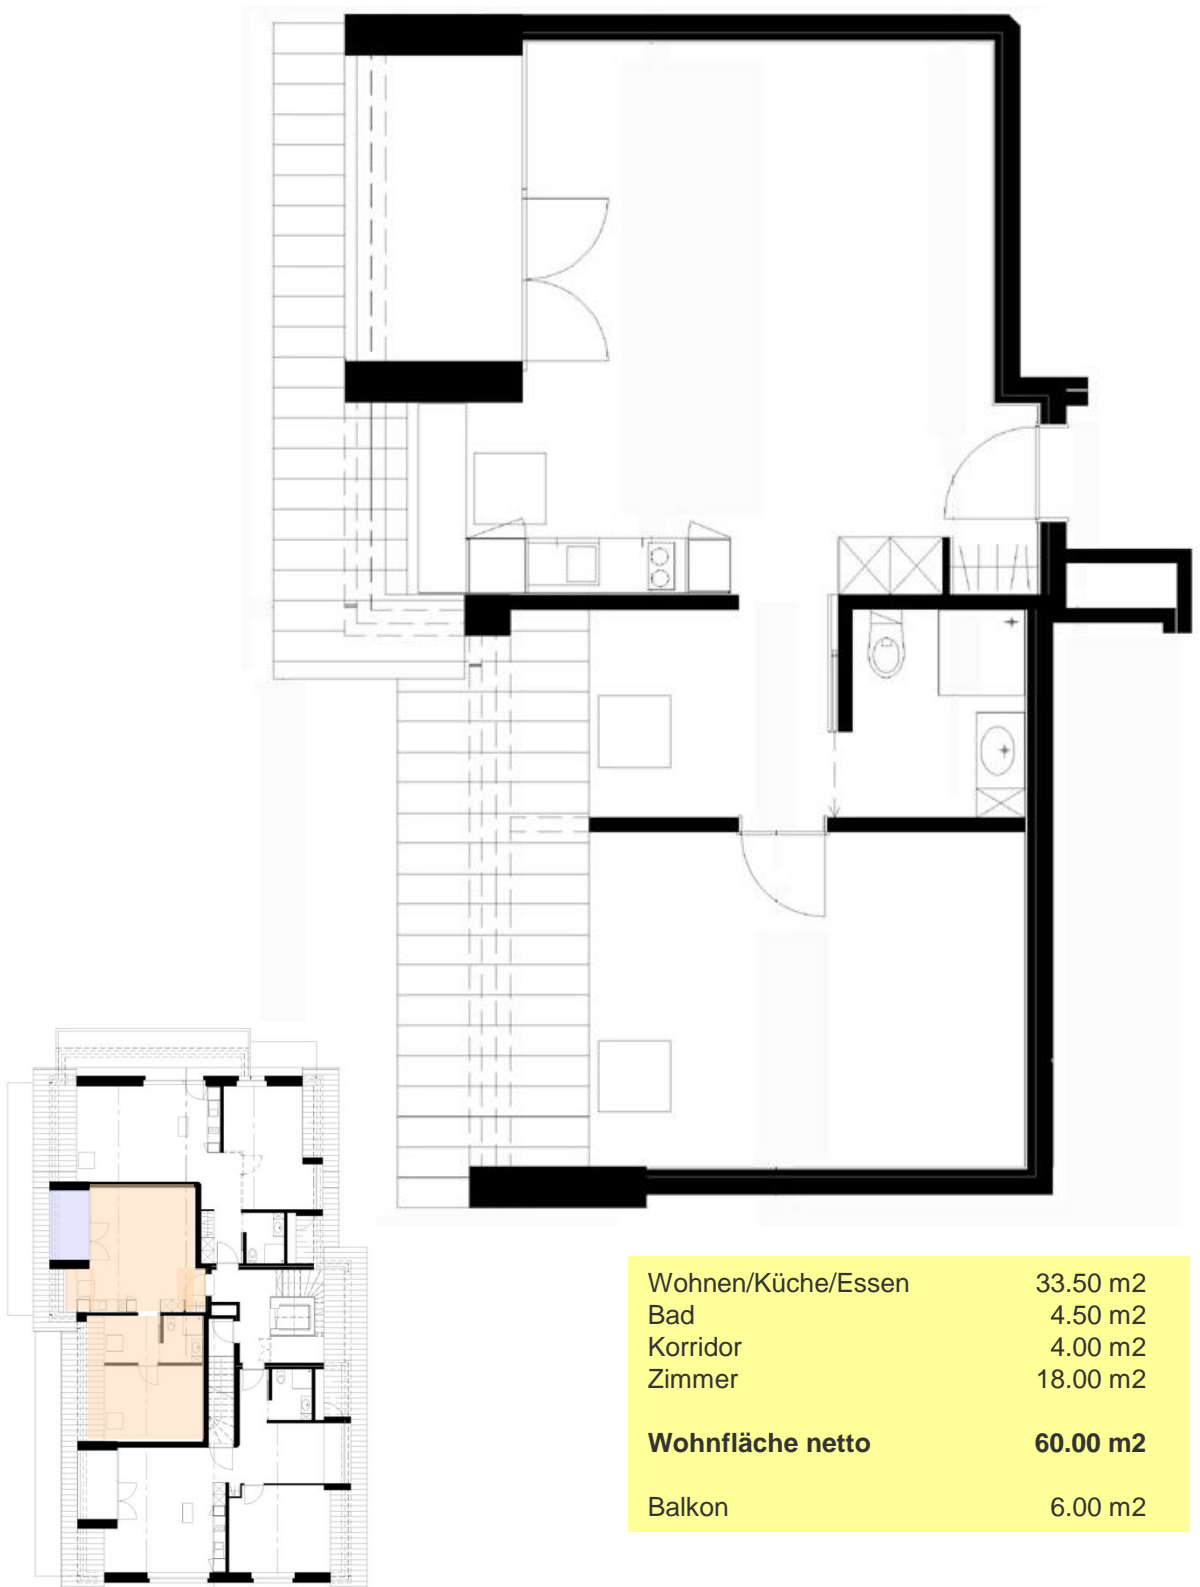 Wohnen/Küche/Essen 33.50 m2
Bad 4.50 m2
Korridor 4.00 m2
Zimmer 18.00 m2
Wohnfläche netto 60.00 m2
Balkon 6.00 m2